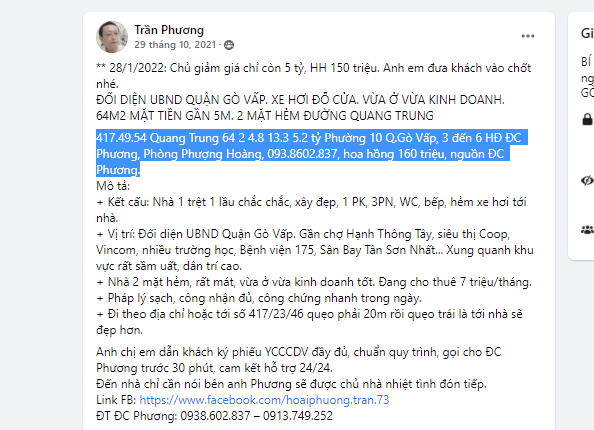 Trần Phương
29 tháng 10, 2021 ·
** 28/1/2022: Chủ giảm giá chỉ còn 5 tỷ, HH 150 triệu. Anh em đưa khách vào chốt
nhé.
ĐỐI DIỆN UBND QUẬN GÒ VẤP. XE HƠI ĐỖ CỬA. VỪA Ở VỪA KINH DOANH.
64M2 MẶT TIỀN GẦN 5M. 2 MẶT HẺM ĐƯỜNG QUANG TRUNG
417.49.54 Quang Trung 64 2 4.8 13.3 5.2 tỷ Phường 10 Q.Gò Vấp, 3 đến 6 HĐ ĐC
Phương, Phòng Phượng Hoàng, 093.8602.837, hoa hồng 160 triệu, nguồn ĐC
Phương.
Mô tả:
+ Kết cấu: Nhà 1 trệt 1 lầu chắc chắc, xây đẹp, 1 PK, 3PN, WC, bếp, hẻm xe hơi tới
nhà.
+ Vị trí: Đối diện UBND Quận Gò Vấp. Gần chợ Hạnh Thông Tây, siêu thị Coop,
Vincom, nhiều trường học, Bệnh viện 175, Sân Bay Tân Sơn Nhất... Xung quanh khu
vực rất sầm uất, dân trí cao.
+ Nhà 2 mặt hẻm, rất mát, vừa ở vừa kinh doanh tốt. Đang cho thuê 7 triệu/tháng.
+ Pháp lý sạch, công nhận đủ, công chứng nhanh trong ngày.
+ Đi theo địa chỉ hoặc tới số 417/23/46 quẹo phải 20m rồi quẹo trái là tới nhà sẽ
đẹp hơn.
Anh chị em dẫn khách ký phiếu YCCCDV đầy đủ, chuẩn quy trình, gọi cho ĐC
Phương trước 30 phút, cam kết hỗ trợ 24/24.
Đến nhà chỉ cần nói bên anh Phương sẽ được chủ nhà nhiệt tình đón tiếp.
Link FB: https://www.facebook.com/hoaiphuong.tran.73
ĐT ĐC Phương: 0938.602.837 – 0913.749.252
Gi
BÍ
ng
GÒ